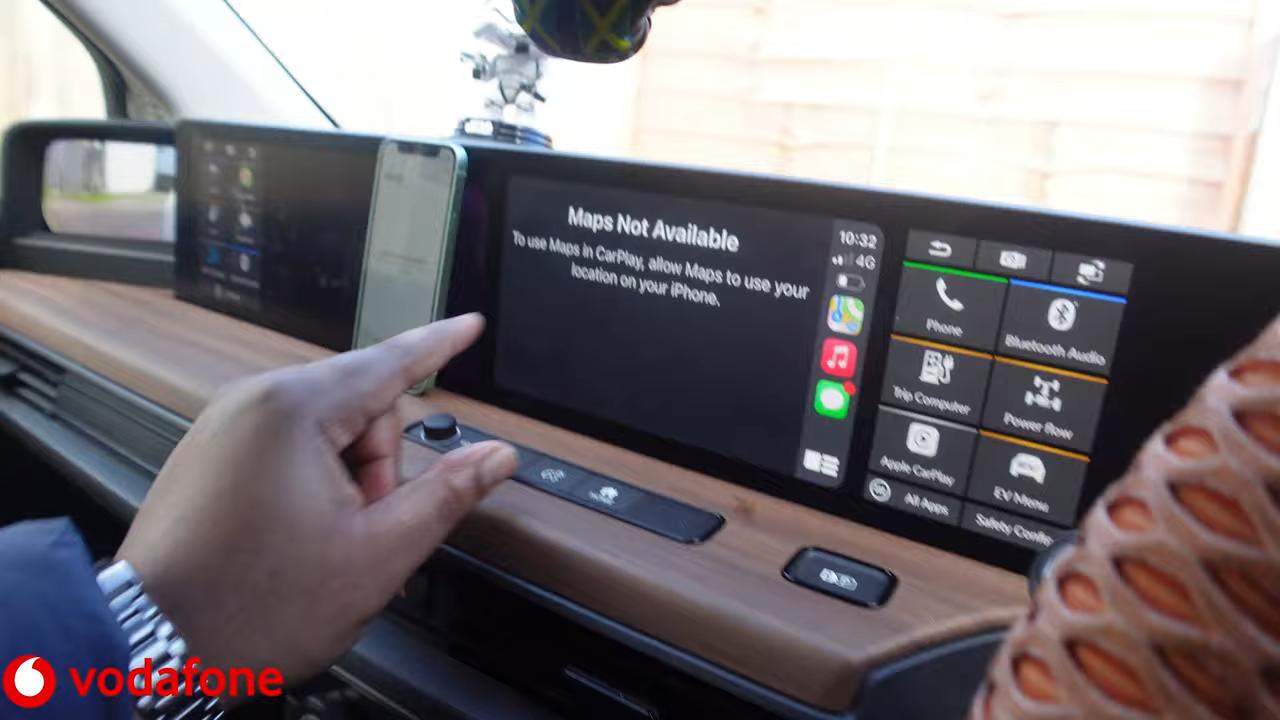 Maps Not Available
To use Maps in CarPlay, allow Maps to use your
location on your iPhone.
10:32
4G
Phone
Bluetooth Audio
Trip Computer
Power flow
Apple CarPlay
EV Menu
All Apps
Safety Confir
vodafone